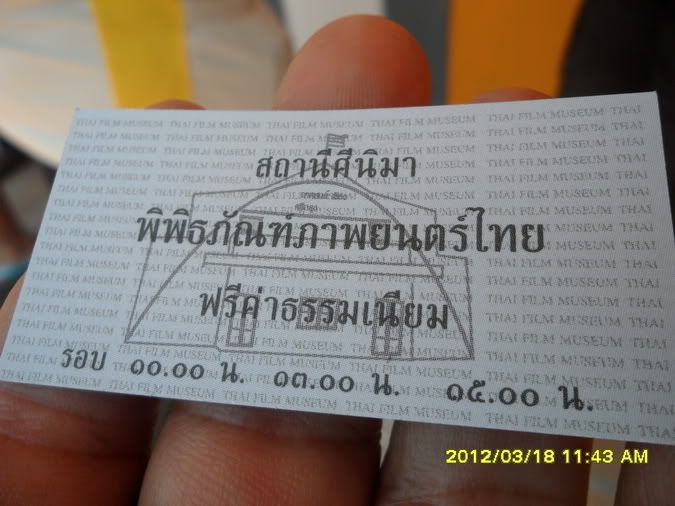 สถานีศีนิมา
พิพิธภัณฑ์ภาพยนตร์ไทย
ฟรีค่าธรรมเนียม
รอบ ๑๐.๐๐ น. ๑๓.๐๐ น. ๑๕.๐๐ น.
THAI FILM MUSEUM
2012/03/18 11:43 AM